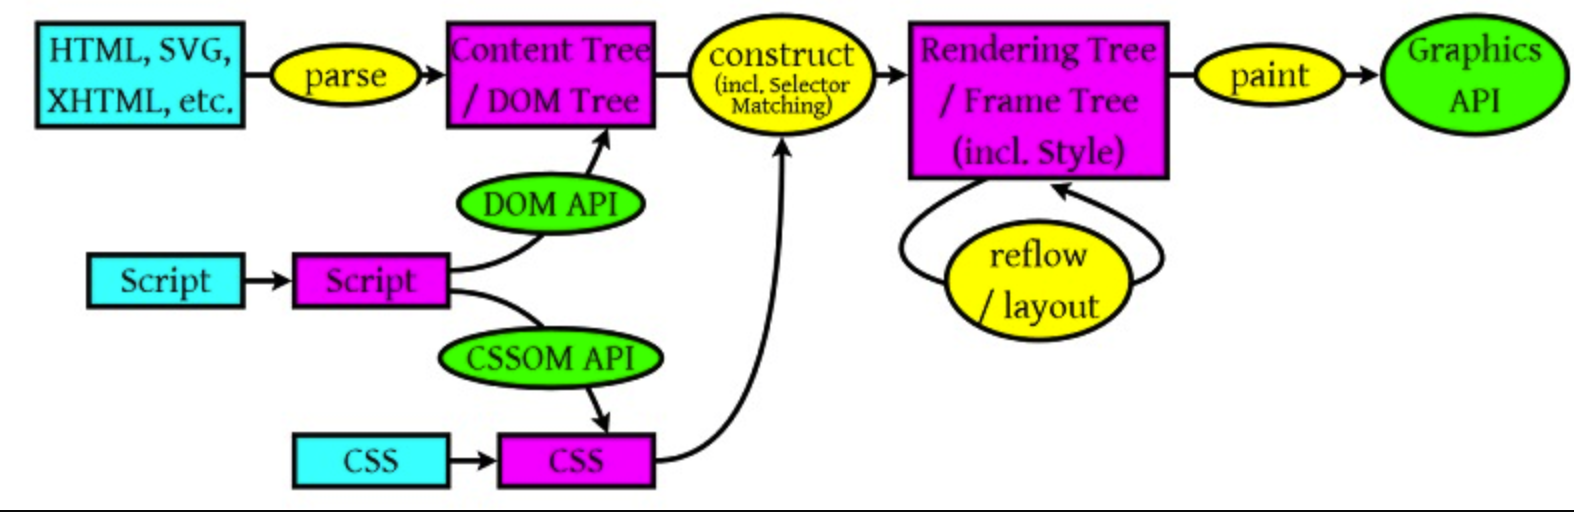 HTML, SVG,
XHTML, etc.
parse
Content Tree
/ DOM Tree
construct
(incl. Selector
Matching)
Rendering Tree
/ Frame Tree
(incl. Style)
paint
Graphics
API
DOM API
Script
Script
reflow
/ layout
CSSOM API
CSS
CSS